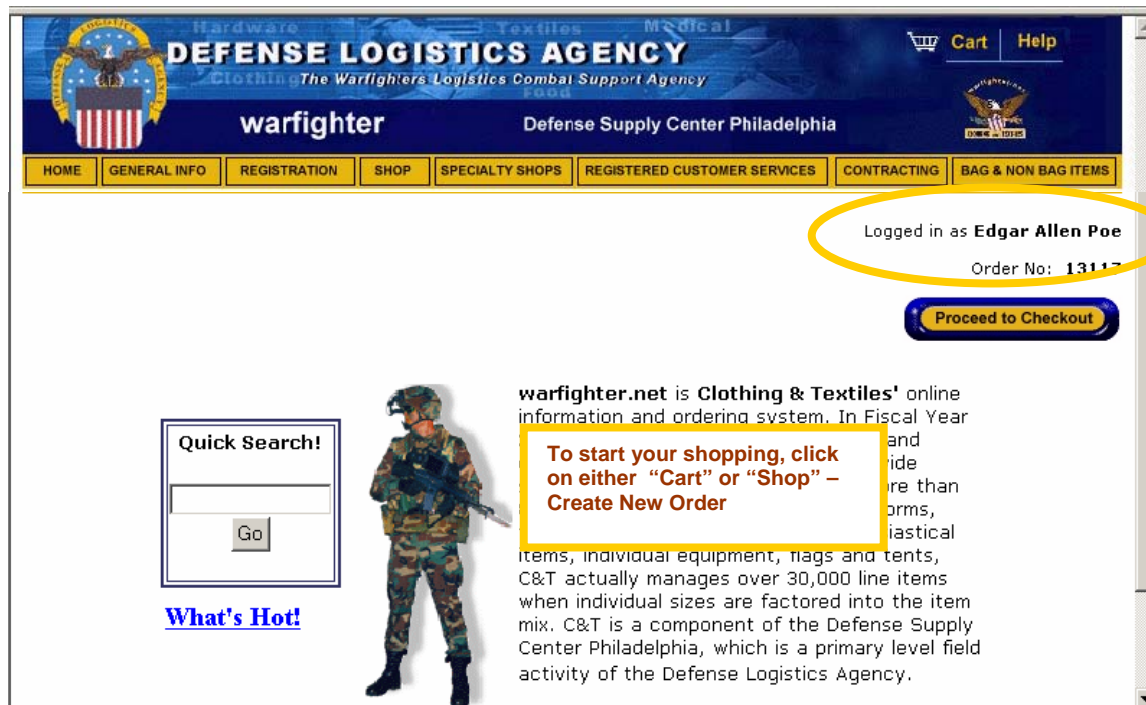 Hardware Textiles Medical
DEFENSE LOGISTICS AGENCY
Clothing The Warfighters Logistics Combat Support Agency
Food
Cart Help
warfighter Defense Supply Center Philadelphia
HOME GENERAL INFO REGISTRATION SHOP SPECIALTY SHOPS REGISTERED CUSTOMER SERVICES CONTRACTING BAG & NON BAG ITEMS
Logged in as Edgar Allen Poe
Order No: 13117
Proceed to Checkout
Quick Search!
Go
What's Hot!
warfighter.net is Clothing & Textiles' online
information and ordering system. In Fiscal Year
and
re than
To start your shopping, click
on either “Cart” or “Shop” –
Create New Order
items, individual equipment, flags and tents,
C&T actually manages over 30,000 line items
when individual sizes are factored into the item
mix. C&T is a component of the Defense Supply
Center Philadelphia, which is a primary level field
activity of the Defense Logistics Agency.